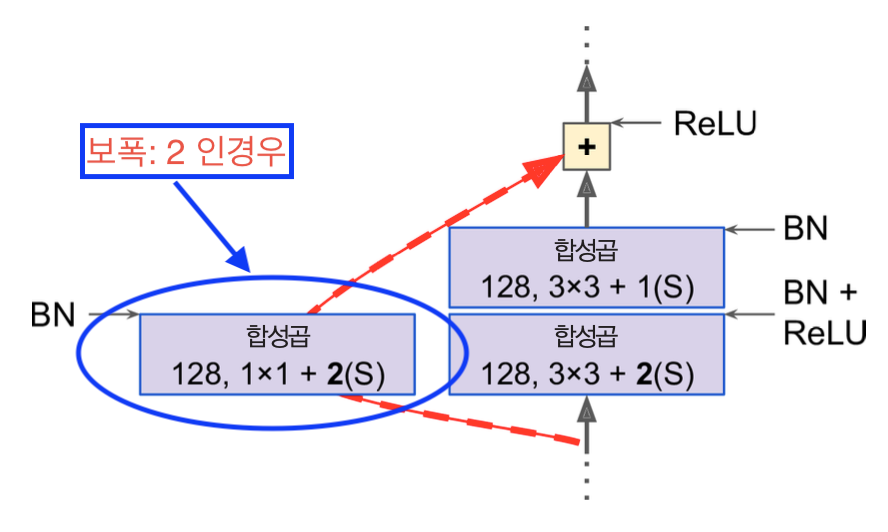 ReLU
+
보폭: 2 인경우
BN
합성곱
128, 3×3 + 1(S)
BN +
ReLU
BN
합성곱
128, 1×1 + 2(S)
합성곱
128, 3×3 + 2(S)